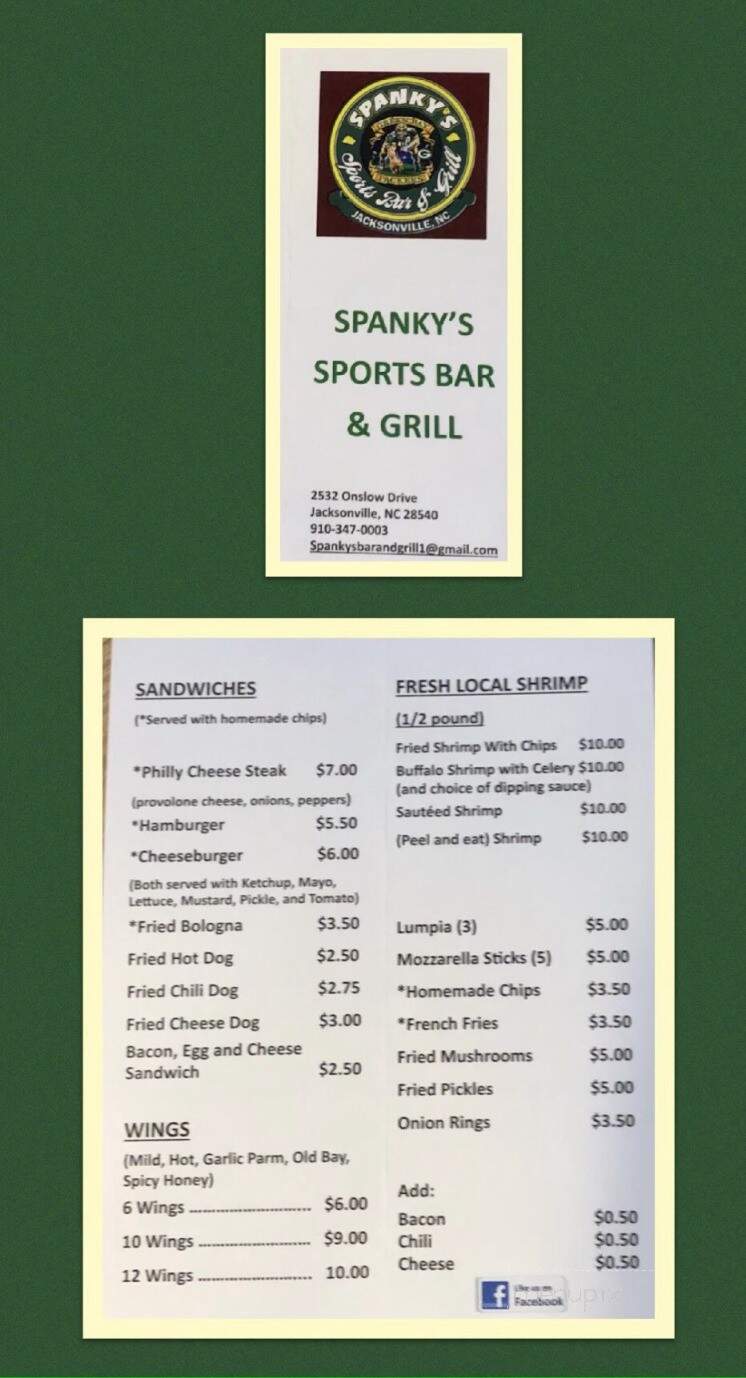 SPANKY'S
Sports Bar & Grill
JACKSONVILLE, NC
SPANKY'S
SPORTS BAR
& GRILL
2532 Onslow Drive
Jacksonville, NC 28540
910-347-0003
Spankysbarandgrill1@gmail.com
SANDWICHES
(*Served with homemade chips)
*Philly Cheese Steak $7.00
(provolone cheese, onions, peppers)
*Hamburger $5.50
*Cheeseburger $6.00
(Both served with Ketchup, Mayo,
Lettuce, Mustard, Pickle, and Tomato)
*Fried Bologna $3.50
Fried Hot Dog $2.50
Fried Chili Dog $2.75
Fried Cheese Dog $3.00
Bacon, Egg and Cheese
Sandwich $2.50
WINGS
(Mild, Hot, Garlic Parm, Old Bay,
Spicy Honey)
6 Wings ............................ $6.00
10 Wings .......................... $9.00
12 Wings .......................... 10.00
FRESH LOCAL SHRIMP
(1/2 pound)
Fried Shrimp With Chips $10.00
Buffalo Shrimp with Celery $10.00
(and choice of dipping sauce)
Sautéed Shrimp $10.00
(Peel and eat) Shrimp $10.00
Lumpia (3) $5.00
Mozzarella Sticks (5) $5.00
*Homemade Chips $3.50
*French Fries $3.50
Fried Mushrooms $5.00
Fried Pickles $5.00
Onion Rings $3.50
Add:
Bacon $0.50
Chili $0.50
Cheese $0.50
f
Like us on
Facebook